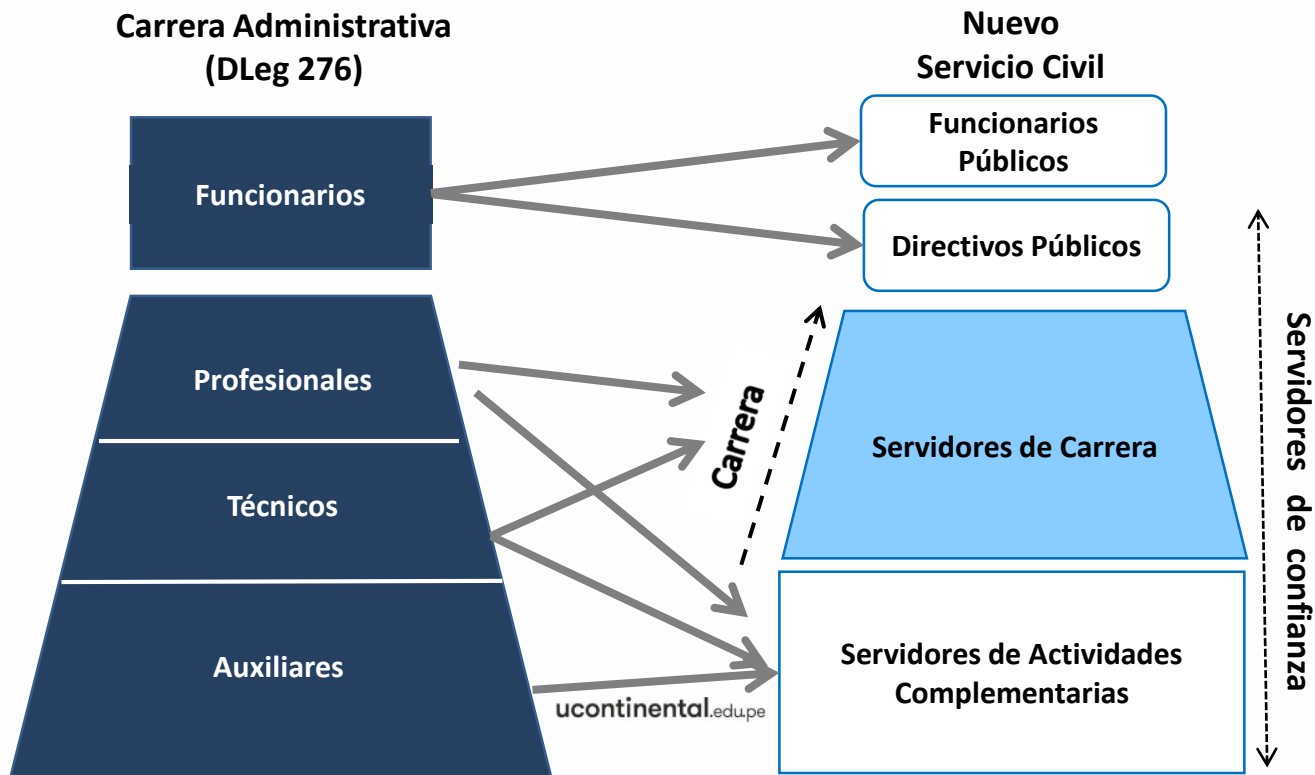 Carrera Administrativa
(DLeg 276)
Nuevo
Servicio Civil
Funcionarios
Funcionarios
Públicos
Directivos Públicos
Profesionales
Técnicos
Auxiliares
Carrera
Servidores de Carrera
Servidores de Actividades
Complementarias
Servidores de confianza
ucontinental.edu.pe